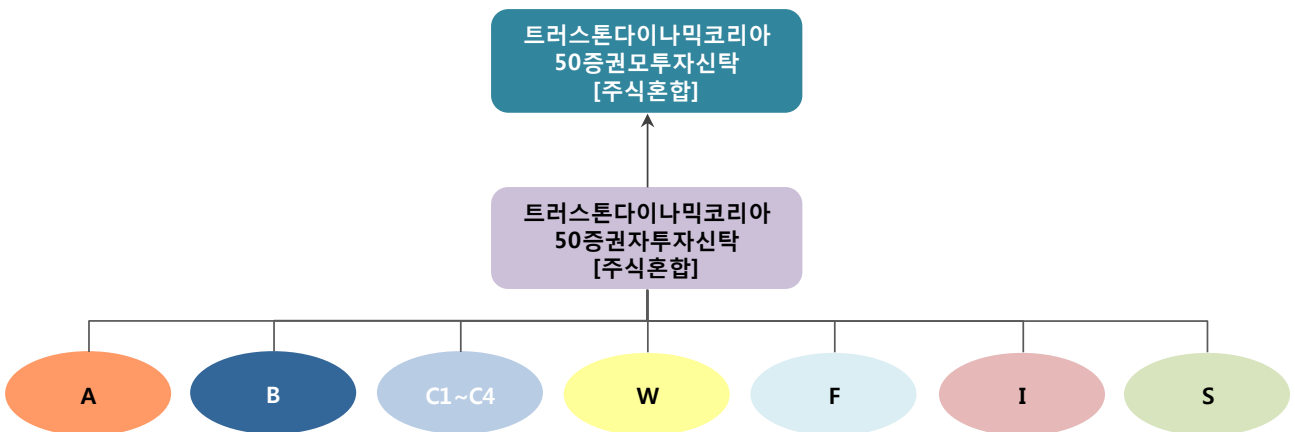 트러스톤다이나믹코리아
50증권모투자신탁
[주식혼합]
트러스톤다이나믹코리아
50증권자투자신탁
[주식혼합]
A
B
C1~C4
W
F
I
S